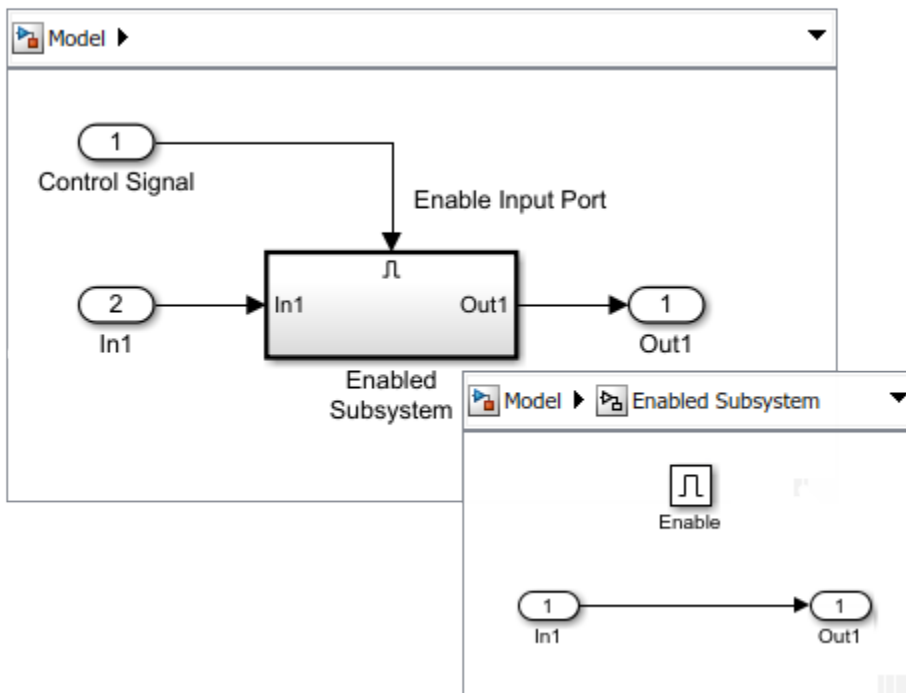 Model
1
Control Signal
Enable Input Port
2
In1
In1
Out1
1
Out1
Enabled
Subsystem
Model Enabled Subsystem
Enable
1
In1
1
Out1